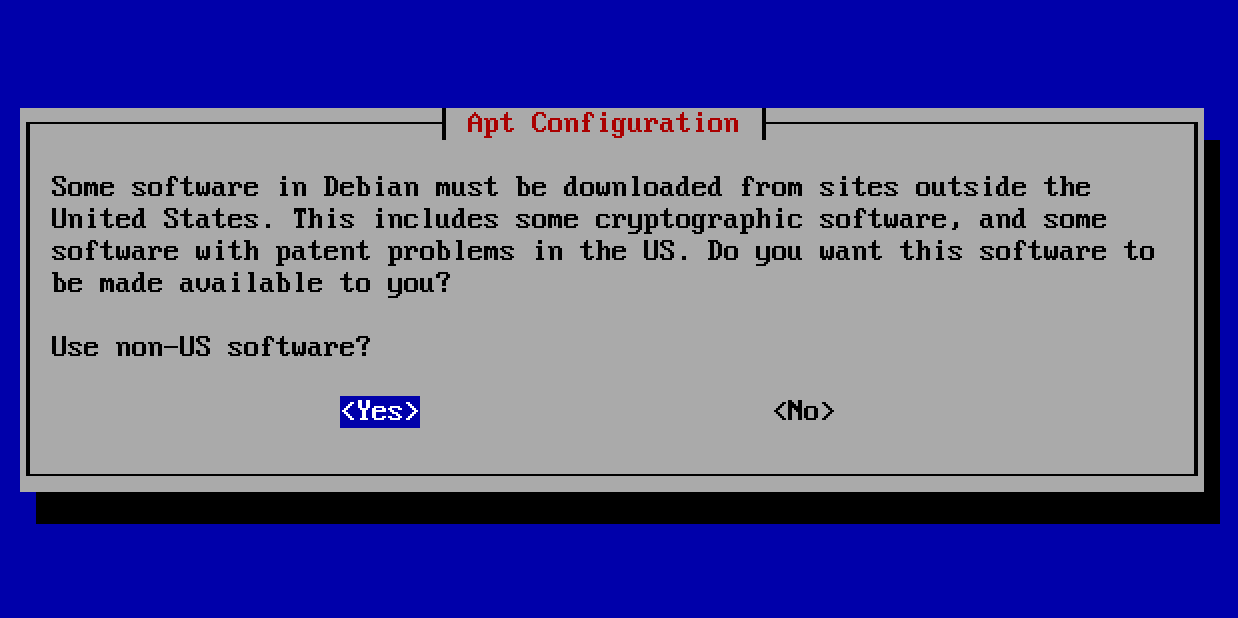 Apt Configuration
Some software in Debian must be downloaded from sites outside the
United States. This includes some cryptographic software, and some
software with patent problems in the US. Do you want this software to
be made available to you?
Use non-US software?
<Yes> <No>